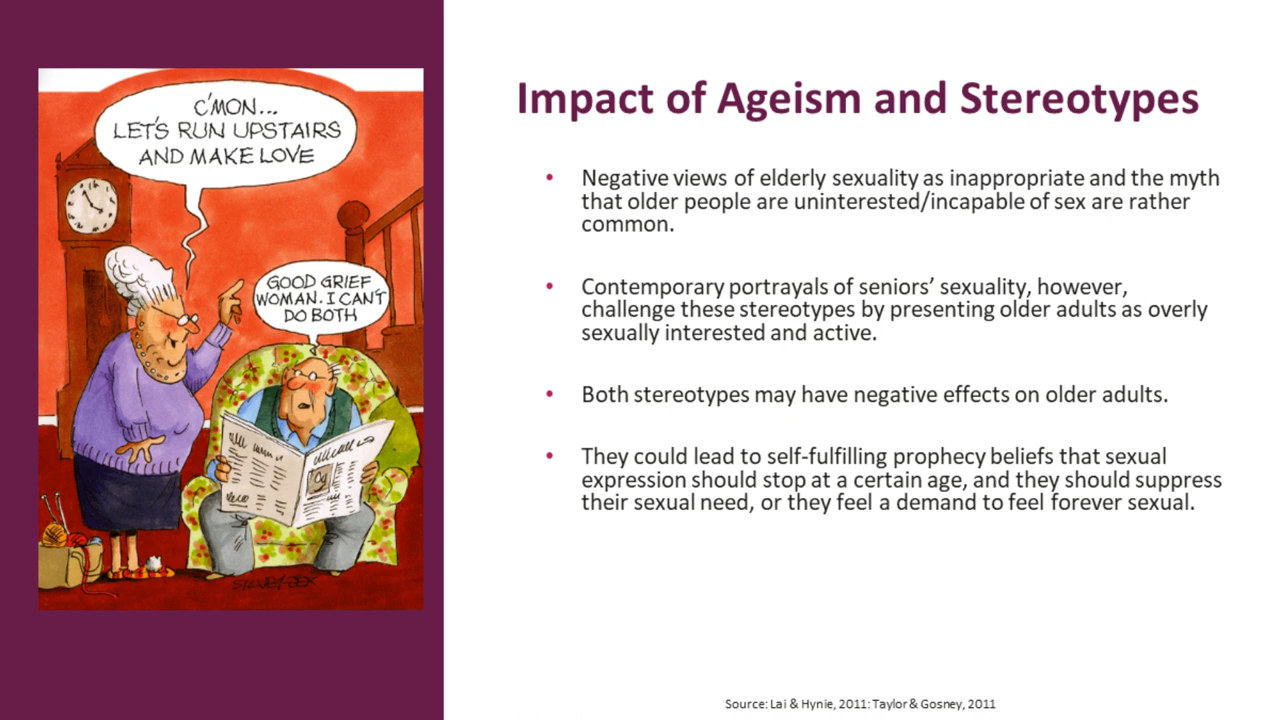 C'MON...
LET'S RUN UPSTAIRS
AND MAKE LOVE
GOOD GRIEF
WOMAN. I CAN'T
DO BOTH
Impact of Ageism and Stereotypes
• Negative views of elderly sexuality as inappropriate and the myth
that older people are uninterested/incapable of sex are rather
common.
• Contemporary portrayals of seniors' sexuality, however,
challenge these stereotypes by presenting older adults as overly
sexually interested and active.
• Both stereotypes may have negative effects on older adults.
• They could lead to self-fulfilling prophecy beliefs that sexual
expression should stop at a certain age, and they should suppress
their sexual need, or they feel a demand to feel forever sexual.
Source: Lai & Hynie, 2011: Taylor & Gosney, 2011